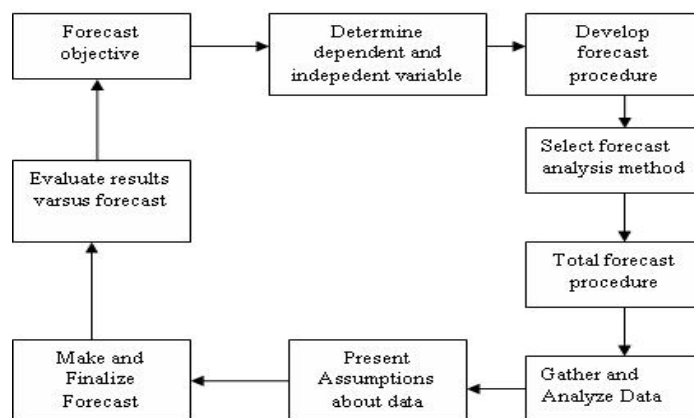 Forecast
objective
Determine
dependent and
indepedent variable
Develop
forecast
procedure
Select forecast
analysis method
Total forecast
procedure
Gather and
Analyze Data
Present
Assumptions
about data
Make and
Finalize
Forecast
Evaluate results
varsus forecast